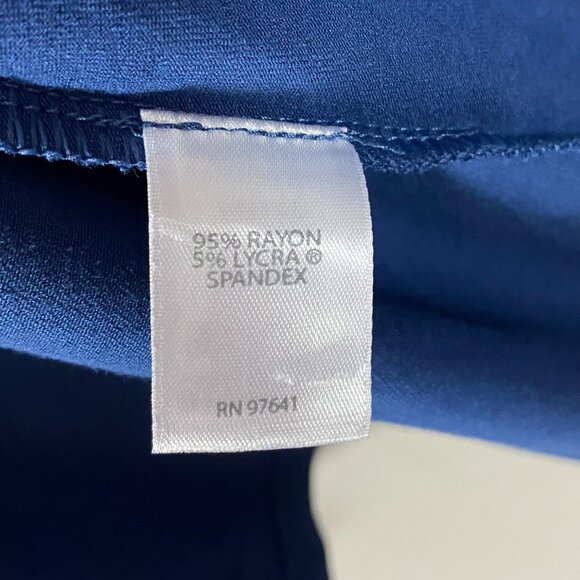 95% RAYON
5% LYCRA ®
SPANDEX
RN 97641